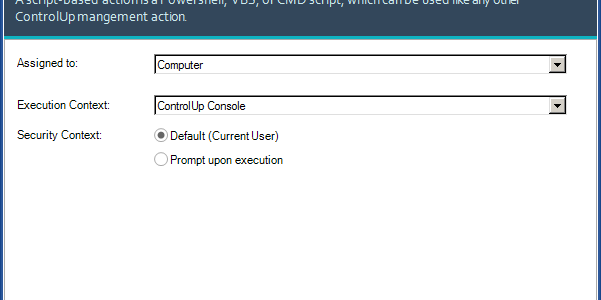 A script-based action is a Powershell, VBS, or CMD script, which can be used like any other
ControlUp mangement action.
Assigned to: Computer
Execution Context: ControlUp Console
Security Context: Default (Current User)
Prompt upon execution